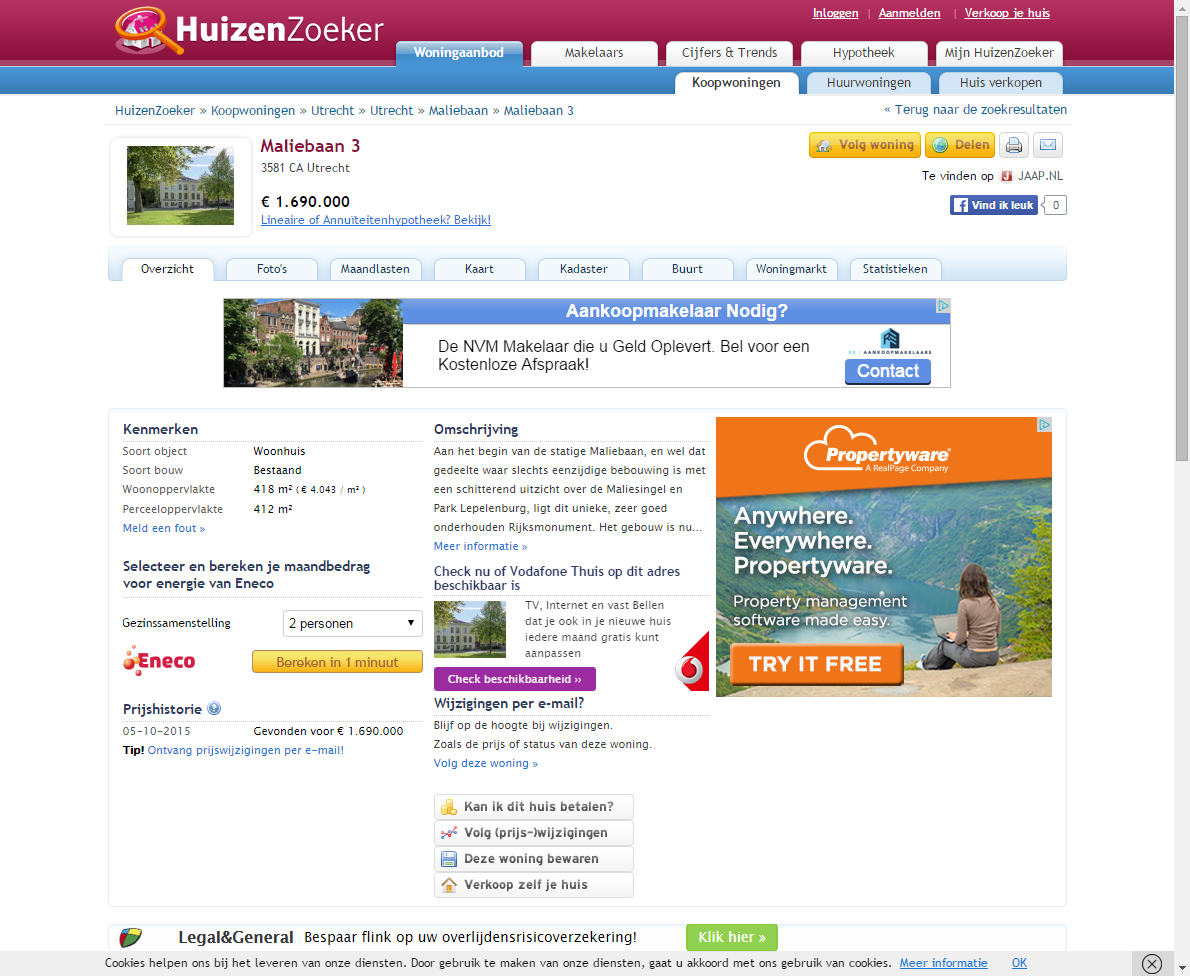 Inloggen | Aanmelden | Verkoop je huis
HuizenZoeker
Woningaanbod
Makelaars
Cijfers & Trends
Hypotheek
Mijn HuizenZoeker
Koopwoningen
Huurwoningen
Huis verkopen
HuizenZoeker » Koopwoningen » Utrecht » Utrecht » Maliebaan » Maliebaan 3
« Terug naar de zoekresultaten
Maliebaan 3
3581 CA Utrecht
€ 1.690.000
Lineaire of Annuïteitenhypotheek? Bekijk!
Volg woning
Delen
Te vinden op JAAP.NL
Vind ik leuk
0
Overzicht
Foto's
Maandlasten
Kaart
Kadaster
Buurt
Woningmarkt
Statistieken
Aankoopmakelaar Nodig?
De NVM Makelaar die u Geld Oplevert. Bel voor een
Kostenloze Afspraak!
AANKOOPMAKELAARS
Contact
Kenmerken
Soort object Woonhuis
Soort bouw Bestaand
Woonoppervlakte 418 m² ( € 4.043 / m² )
Perceeloppervlakte 412 m²
Meld een fout »
Selecteer en bereken je maandbedrag
voor energie van Eneco
Gezinssamenstelling 2 personen
Eneco
Bereken in 1 minuut
Prijshistorie ?
05-10-2015 Gevonden voor € 1.690.000
Tip! Ontvang prijswijzigingen per e-mail!
Omschrijving
Aan het begin van de statige Maliebaan, en wel dat
gedeelte waar slechts eenzijdige bebouwing is met
een schitterend uitzicht over de Maliesingel en
Park Lepelenburg, ligt dit unieke, zeer goed
onderhouden Rijksmonument. Het gebouw is nu...
Meer informatie »
Check nu of Vodafone Thuis op dit adres
beschikbaar is
TV, Internet en vast Bellen
dat je ook in je nieuwe huis
iedere maand gratis kunt
aanpassen
Check beschikbaarheid ››
Wijzigingen per e-mail?
Blijf op de hoogte bij wijzigingen.
Zoals de prijs of status van deze woning.
Volg deze woning »
Kan ik dit huis betalen?
Volg (prijs-)wijzigingen
Deze woning bewaren
Verkoop zelf je huis
Propertyware
A RealPage Company
Anywhere.
Everywhere.
Propertyware.
Property management
software made easy.
TRY IT FREE
Legal&General Bespaar flink op uw overlijdensrisicoverzekering!
Klik hier »
Cookies helpen ons bij het leveren van onze diensten. Door gebruik te maken van onze diensten, gaat u akkoord met ons gebruik van cookies. Meer informatie OK